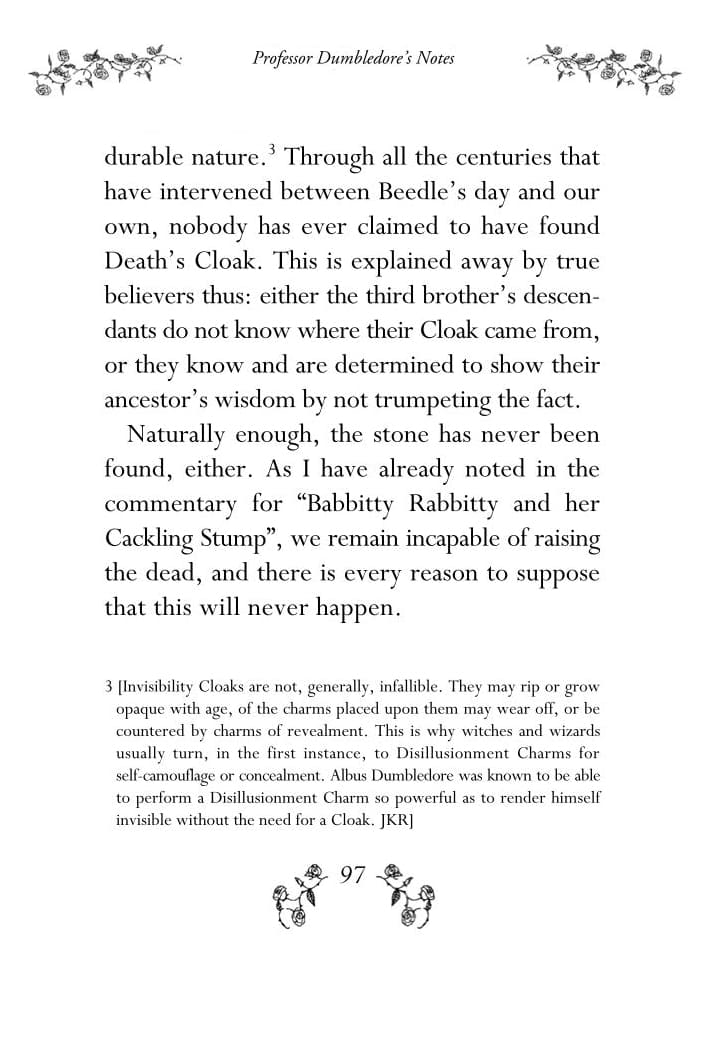 Professor Dumbledore’s Notes
durable nature.³ Through all the centuries that
have intervened between Beedle’s day and our
own, nobody has ever claimed to have found
Death’s Cloak. This is explained away by true
believers thus: either the third brother’s descen-
dants do not know where their Cloak came from,
or they know and are determined to show their
ancestor’s wisdom by not trumpeting the fact.
Naturally enough, the stone has never been
found, either. As I have already noted in the
commentary for “Babbitty Rabbitty and her
Cackling Stump”, we remain incapable of raising
the dead, and there is every reason to suppose
that this will never happen.
3 [Invisibility Cloaks are not, generally, infallible. They may rip or grow
opaque with age, of the charms placed upon them may wear off, or be
countered by charms of revealment. This is why witches and wizards
usually turn, in the first instance, to Disillusionment Charms for
self-camouflage or concealment. Albus Dumbledore was known to be able
to perform a Disillusionment Charm so powerful as to render himself
invisible without the need for a Cloak. JKR]
97